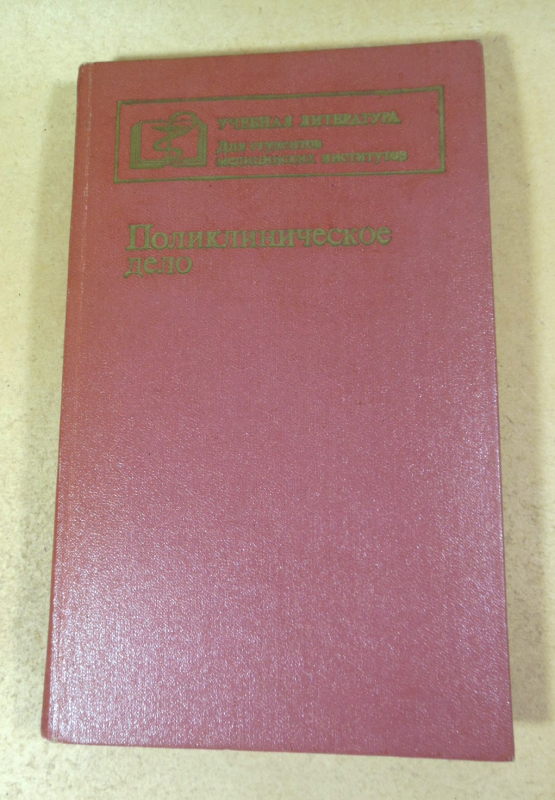 УЧЕБНАЯ ЛИТЕРАТУРА
Для студентов
медицинских институтов
Поликлиническое
дело